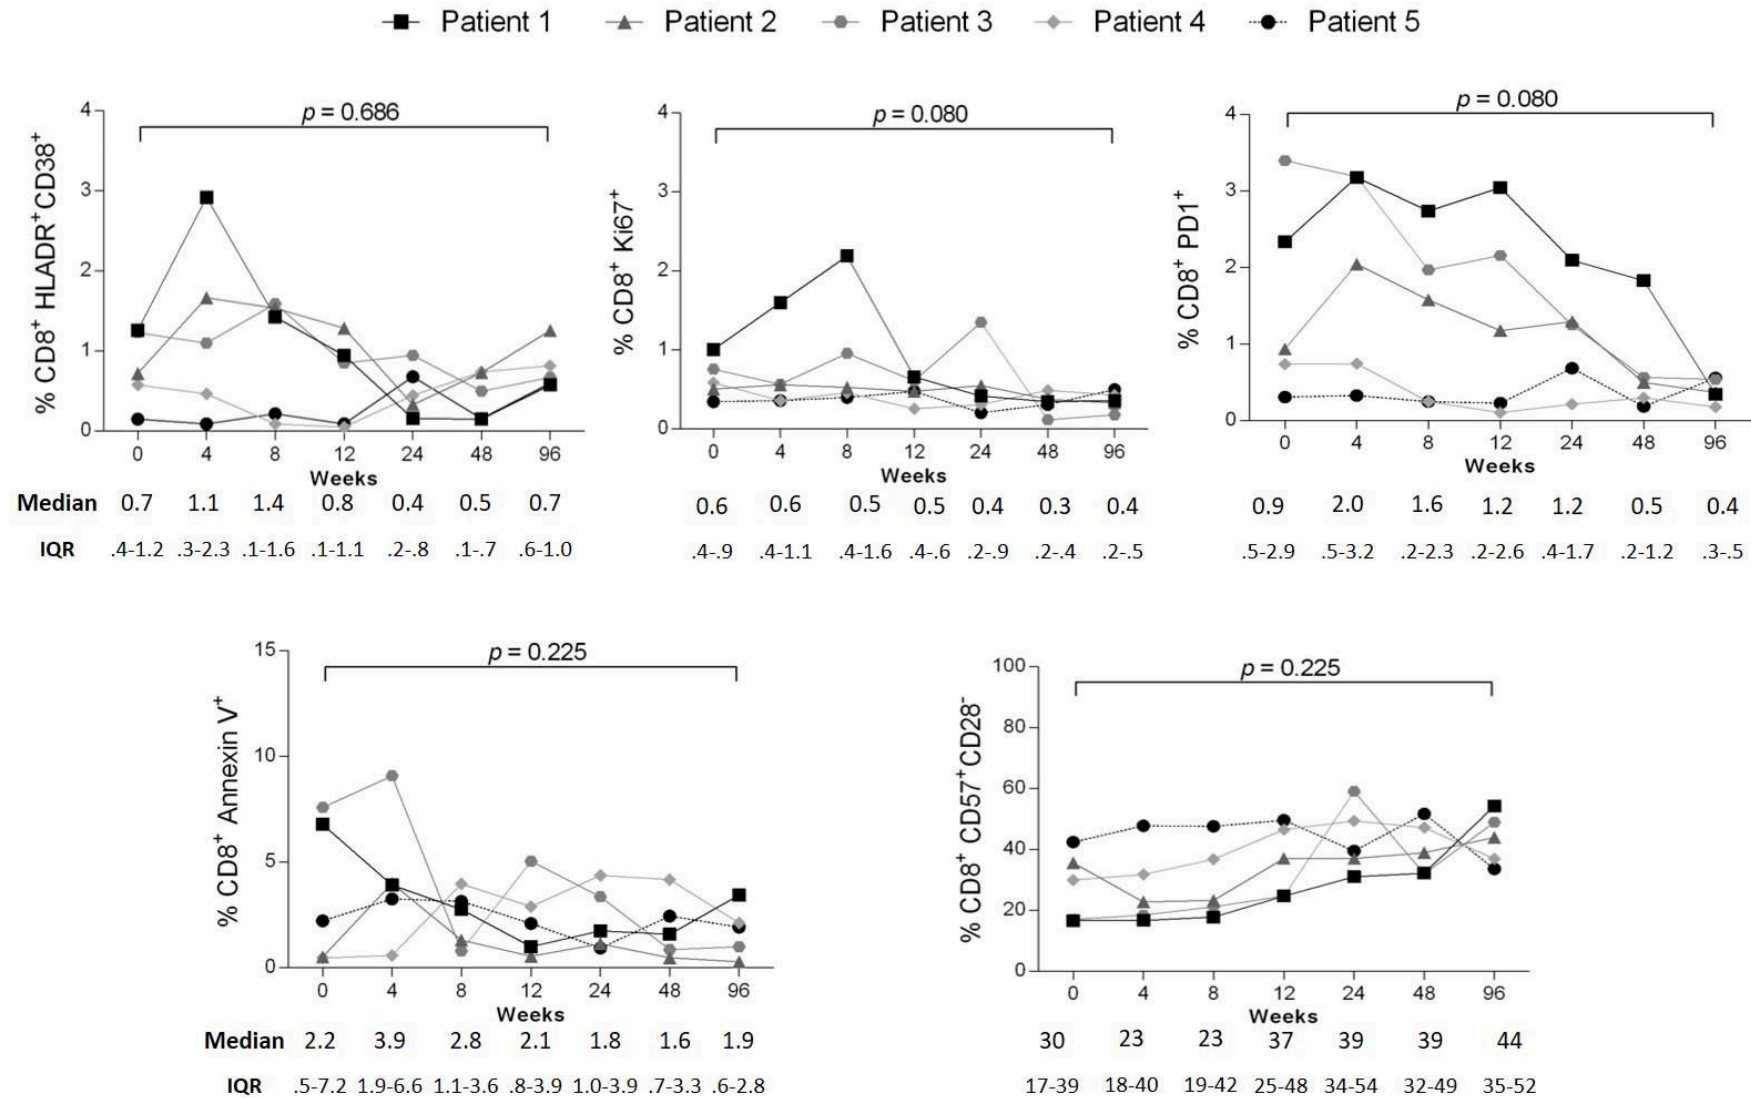 Patient 1 Patient 2 Patient 3 Patient 4 Patient 5
% CD8+ HLADR+CD38+
p = 0.686
4
3
2
1
0
0 4 8 12 24 48 96
Weeks
Median 0.7 1.1 1.4 0.8 0.4 0.5 0.7
IQR .4-1.2 .3-2.3 .1-1.6 .1-1.1 .2-.8 .1-.7 .6-1.0
% CD8+ Ki67+
p = 0.080
4
3
2
1
0
0 4 8 12 24 48 96
Weeks
0.6 0.6 0.5 0.5 0.4 0.3 0.4
.4-.9 .4-1.1 .4-1.6 .4-.6 .2-.9 .2-.4 .2-.5
% CD8+ PD1+
p = 0.080
4
3
2
1
0
0 4 8 12 24 48 96
Weeks
0.9 2.0 1.6 1.2 1.2 0.5 0.4
.5-2.9 .5-3.2 .2-2.3 .2-2.6 .4-1.7 .2-1.2 .3-.5
% CD8+ Annexin V+
p = 0.225
15
10
5
0
0 4 8 12 24 48 96
Weeks
Median 2.2 3.9 2.8 2.1 1.8 1.6 1.9
IQR .5-7.2 1.9-6.6 1.1-3.6 .8-3.9 1.0-3.9 .7-3.3 .6-2.8
% CD8+ CD57+CD28-
p = 0.225
100
80
60
40
20
0
0 4 8 12 24 48 96
Weeks
30 23 23 37 39 39 44
17-39 18-40 19-42 25-48 34-54 32-49 35-52